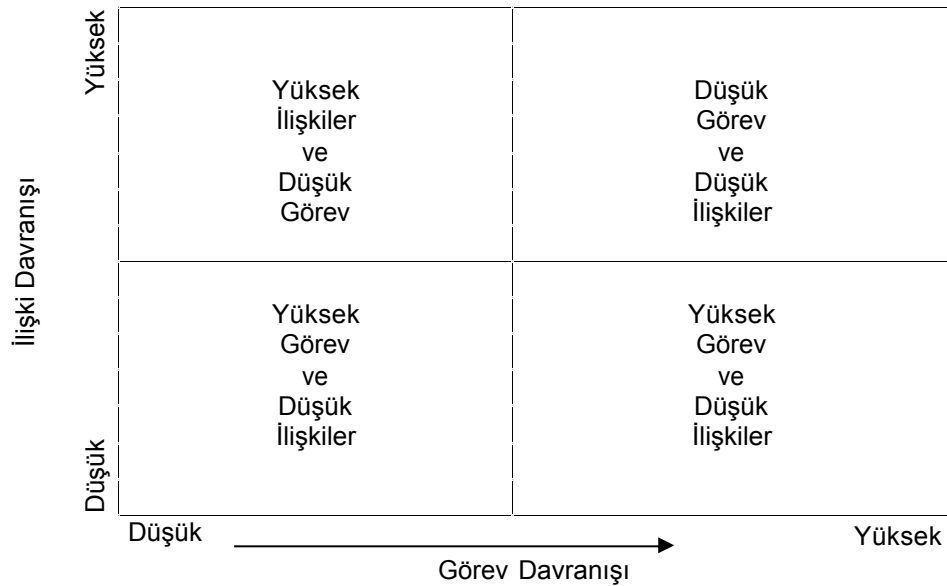 Yüksek
İlişki Davranışı
Düşük
Yüksek
İlişkiler
ve
Düşük
Görev
Düşük
Görev
ve
Düşük
İlişkiler
Yüksek
Görev
ve
Düşük
İlişkiler
Yüksek
Görev
ve
Düşük
İlişkiler
Düşük
Yüksek
Görev Davranışı